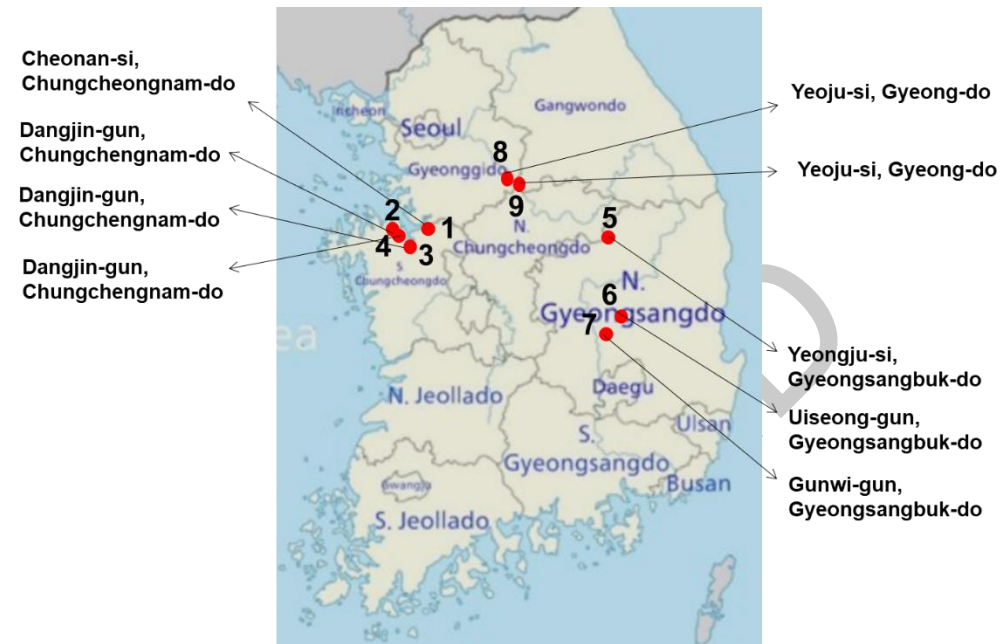 Cheonan-si,
Chungcheongnam-do
Dangjin-gun,
Chungchengnam-do
Dangjin-gun,
Chungchengnam-do
Dangjin-gun,
Chungchengnam-do
Incheon
Seoul
Gangwondo
Gyeonggido
8
9
2
1
4
3
S
Chungcheongdo
N.
Chungcheongdo
5
N.
Gyeongsangdo
6
7
ea
N. Jeollado
Daegu
Ulsan
S.
Gyeongsangdo
Busan
Gwangju
S. Jeollado
Yeoju-si, Gyeong-do
Yeoju-si, Gyeong-do
Yeongju-si,
Gyeongsangbuk-do
Uiseong-gun,
Gyeongsangbuk-do
Gunwi-gun,
Gyeongsangbuk-do
D